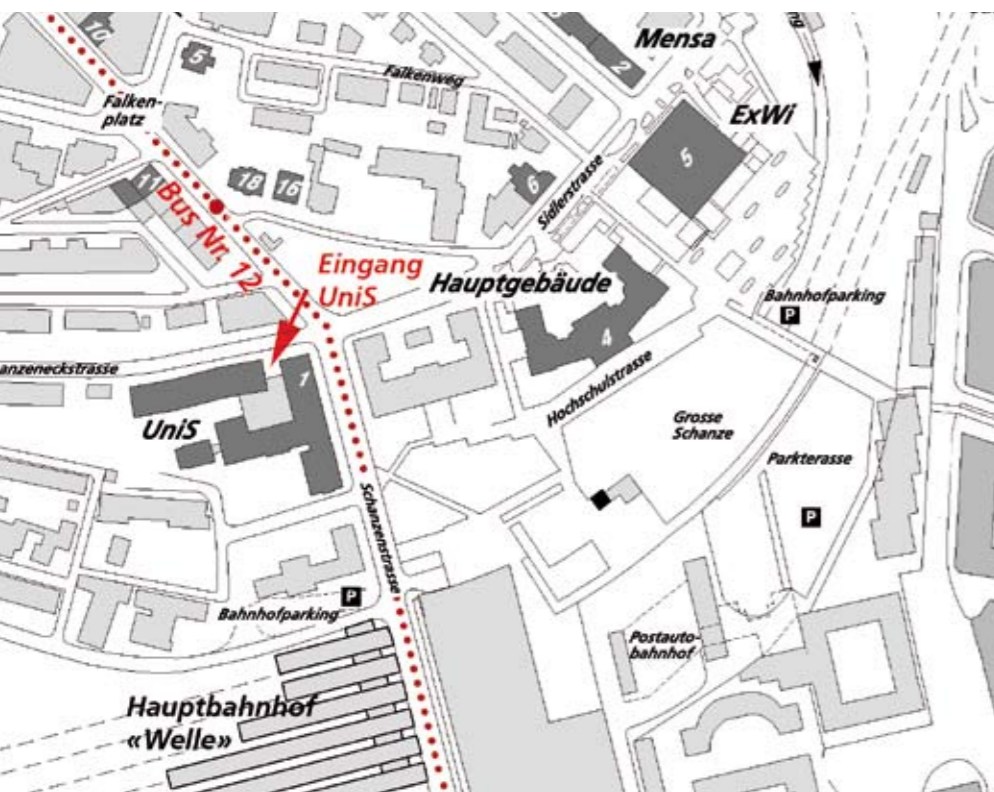 10
5
Mensa
2
Falkenweg
Falken-
platz
ExWi
5
11
18
16
6
Sidlerstrasse
Bus Nr. 12
Eingang
UniS
Hauptgebäude
4
Bahnhofparking
P
anzeneckstrasse
1
UniS
Hochschulstrasse
Grosse
Schanze
Parkterasse
P
Schanzenstrasse
Bahnhofparking
P
Postauto-
bahnhof
Hauptbahnhof
«Welle»